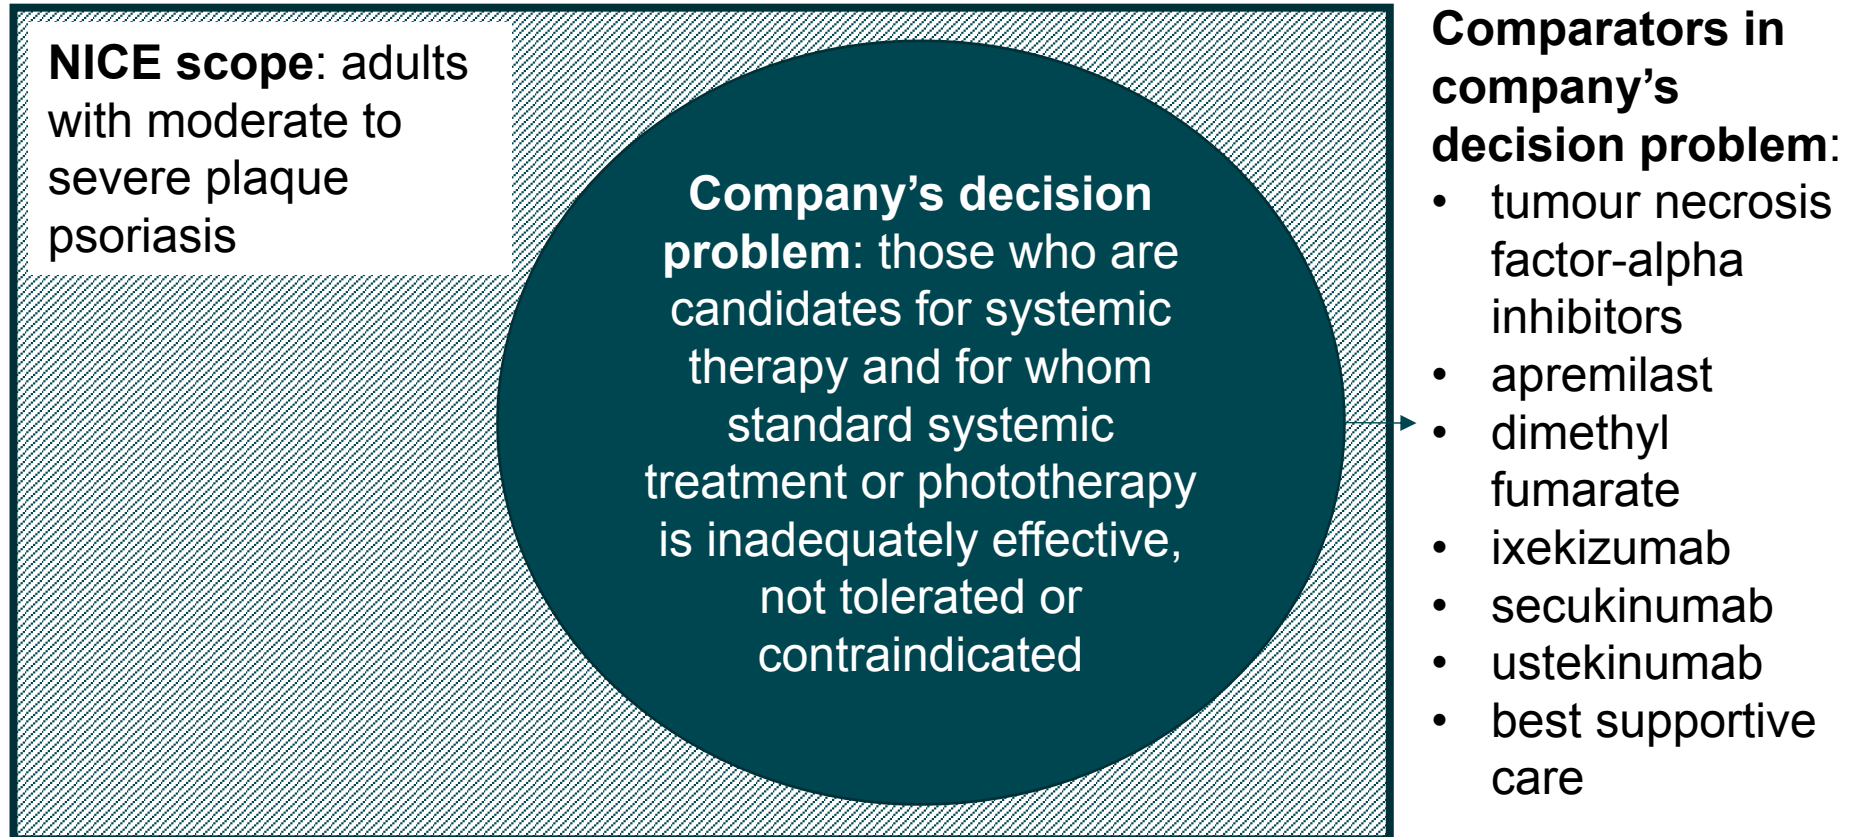 NICE scope: adults
with moderate to
severe plaque
psoriasis
Company’s decision
problem: those who are
candidates for systemic
therapy and for whom
standard systemic
treatment or phototherapy
is inadequately effective,
not tolerated or
contraindicated
Comparators in
company’s
decision problem:
• tumour necrosis
factor-alpha
inhibitors
• apremilast
• dimethyl
fumarate
• ixekizumab
• secukinumab
• ustekinumab
• best supportive
care